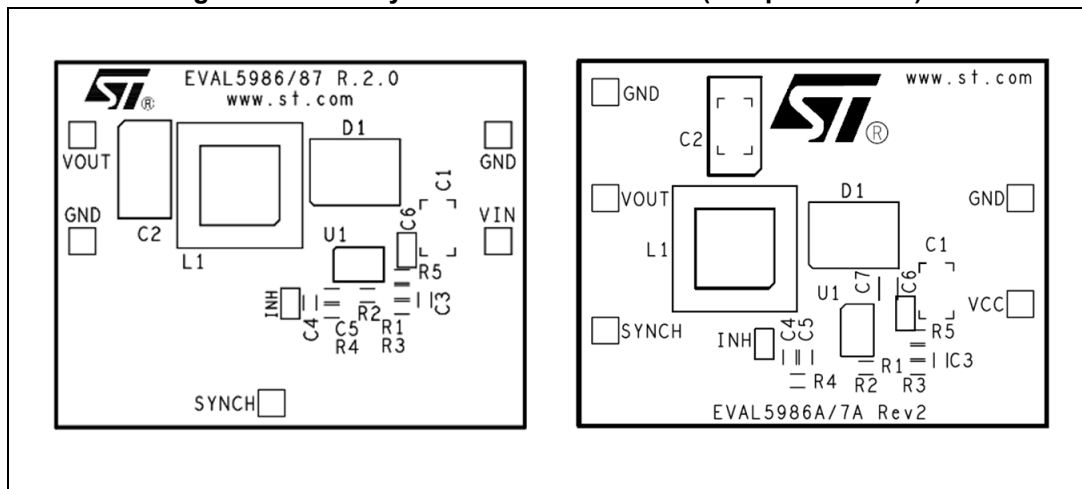 EVAL5986/87 R.2.0
www.st.com
ST®
D1
VOUT
GND
C1
GND
C2
C6
VIN
U1
L1
R5
INH
C4
R2
C3
C5
R1
R4
R3
SYNCH
www.st.com
ST®
GND
C2
VOUT
D1
GND
L1
C1
C7
C6
U1
VCC
SYNCH
INH
C4
C5
R5
R1
C3
R4
R2
R3
EVAL5986A/7A Rev2